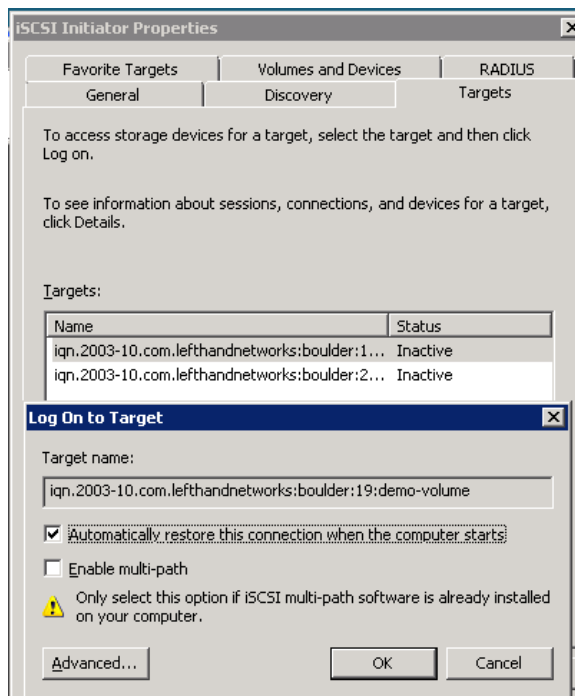 iSCSI Initiator Properties
Favorite Targets Volumes and Devices RADIUS
General Discovery Targets
To access storage devices for a target, select the target and then click
Log on.
To see information about sessions, connections, and devices for a target,
click Details.
Targets:
Name Status
iqn.2003-10.com.lefthandnetworks:boulder:1... Inactive
iqn.2003-10.com.lefthandnetworks:boulder:2... Inactive
Log On to Target
Target name:
iqn.2003-10.com.lefthandnetworks:boulder:19:demo-volume
Automatically restore this connection when the computer starts
Enable multi-path
Only select this option if iSCSI multi-path software is already installed
on your computer.
Advanced... OK Cancel